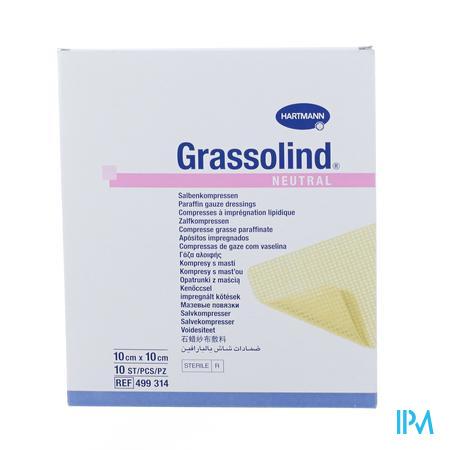 HARTMANN
Grassolind®
NEUTRAL
Salbenkompressen
Paraffin gauze dressings
Compresses à imprégnation lipidique
Zalfkompressen
Compresse grasse paraffinate
Apósitos impregnados
Compressas de gaze com vaselina
Γάζα αλοιφής
Kompresy s mastí
Kompresy s masťou
Opatrunki z maścią
Kenőccsel
impregnált kötések
Мазевые повязки
Salvkompresser
Salvekompresser
Voidesiteet
石蜡纱布敷料
ضمادات شاش بالبارافين
10 cm x 10 cm
10 ST/PCS/PZ
REF 499 314
STERILE R
IPM